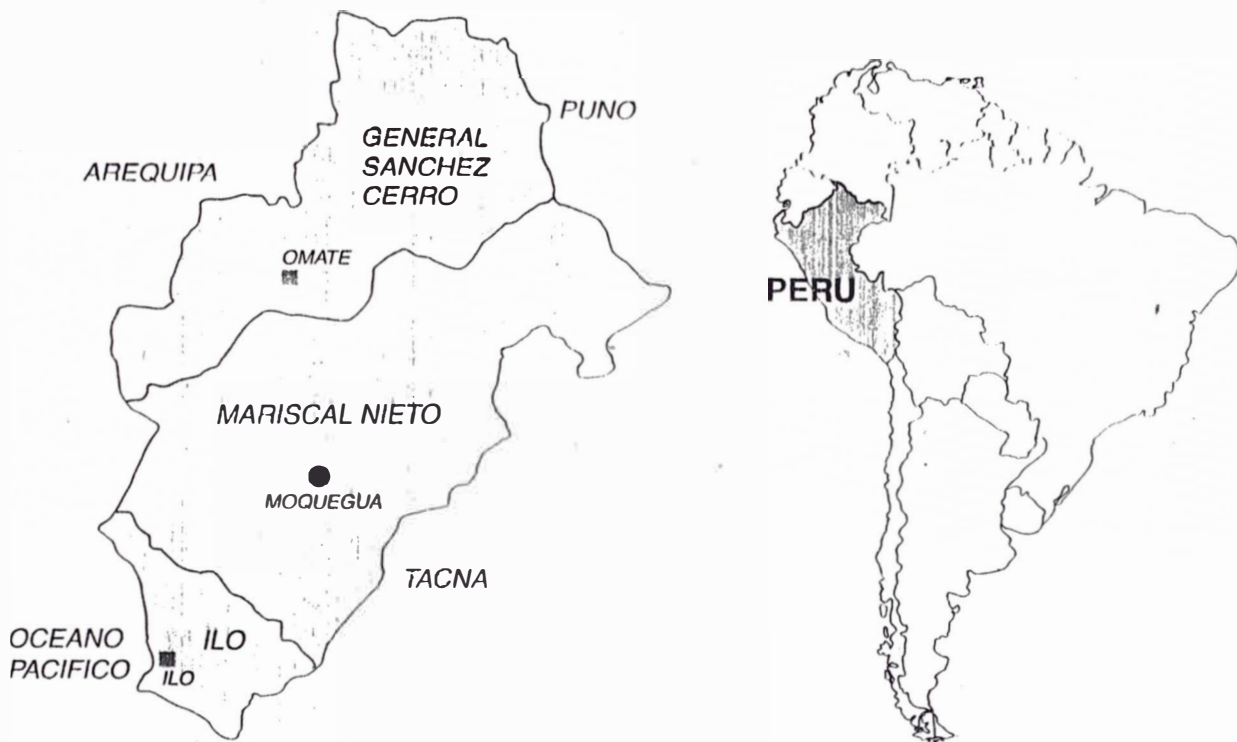 PUNO
GENERAL
SANCHEZ
CERRO
AREQUIPA
OMATE
PERU
MARISCAL NIETO
MOQUEGUA
TACNA
OCEANO
PACIFICO
ILO
ILO